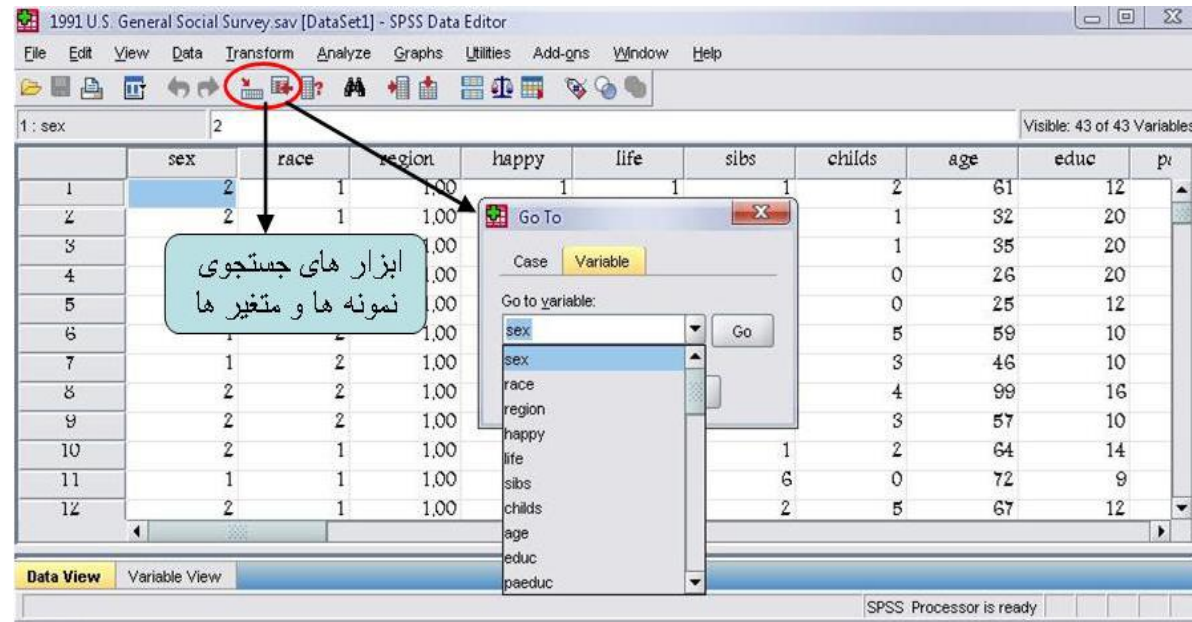 1991 U.S. General Social Survey.sav [DataSet1] - SPSS Data Editor
File Edit View Data Transform Analyze Graphs Utilities Add-ons Window Help
1 : sex 2 Visible: 43 of 43 Variables
sex race region happy life sibs childs age educ
1 2 1 1,00 1 1 1 2 61 12
2 2 1 1,00 1 32 20
3 1,00 1 35 20
4 1,00 0 26 20
5 1,00 0 25 12
6 1,00 5 59 10
7 1 2 1,00 3 46 10
8 2 2 1,00 4 99 16
9 2 2 1,00 3 57 10
10 2 1 1,00 1 2 64 14
11 1 1 1,00 6 0 72 9
12 2 1 1,00 2 5 67 12
ابزار های جستجوی
نمونه ها و متغیر ها
Go To
Case Variable
Go to variable:
sex Go
sex
race
region
happy
life
sibs
childs
age
educ
paeduc
Data View Variable View
SPSS Processor is ready